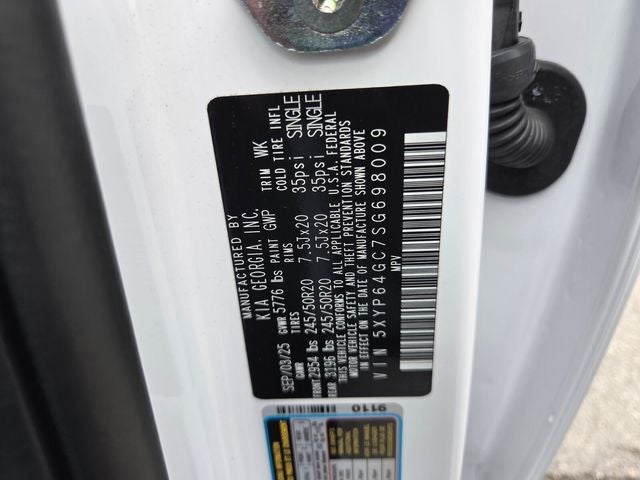 MANUFACTURED BY
KIA GEORGIA, INC.
SEP/03/25 GVWR 5776 lbs PAINT GWP TRIM WK
GAWR TIRES RIMS COLD TIRE INFL
FRONT 2954 lbs 245/50R20 7.5Jx20 35psi SINGLE
REAR 3196 lbs 245/50R20 7.5Jx20 35psi SINGLE
THIS VEHICLE CONFORMS TO ALL APPLICABLE U.S.A. FEDERAL
MOTOR VEHICLE SAFETY AND THEFT PREVENTION STANDARDS
IN EFFECT ON THE DATE OF MANUFACTURE SHOWN ABOVE
VIN 5XYP64GC7SG698009
MPV
9110